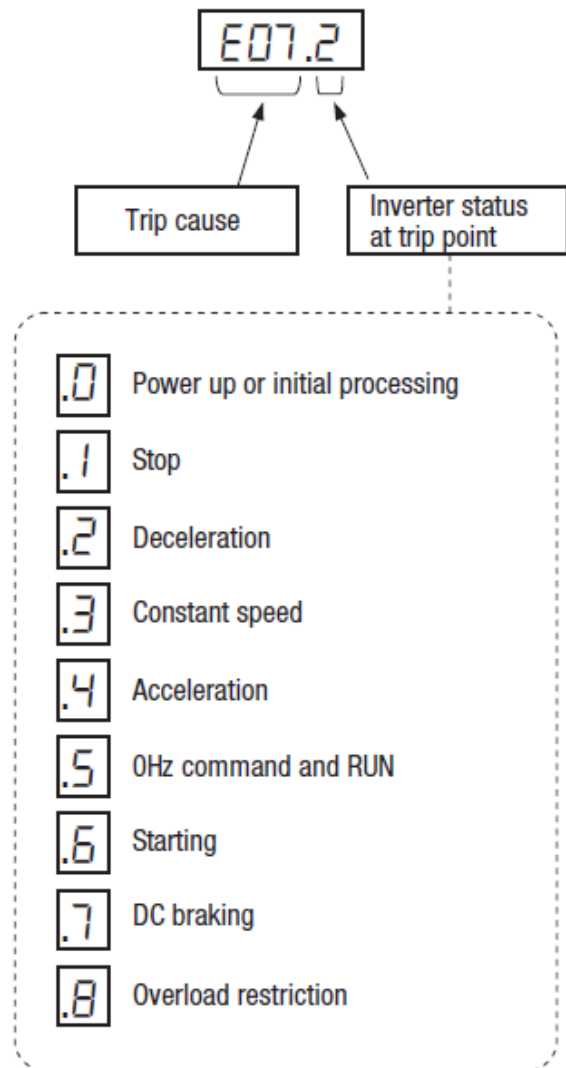 E07.2
Trip cause
Inverter status
at trip point
.0 Power up or initial processing
.1 Stop
.2 Deceleration
.3 Constant speed
.4 Acceleration
.5 0Hz command and RUN
.6 Starting
.7 DC braking
.8 Overload restriction